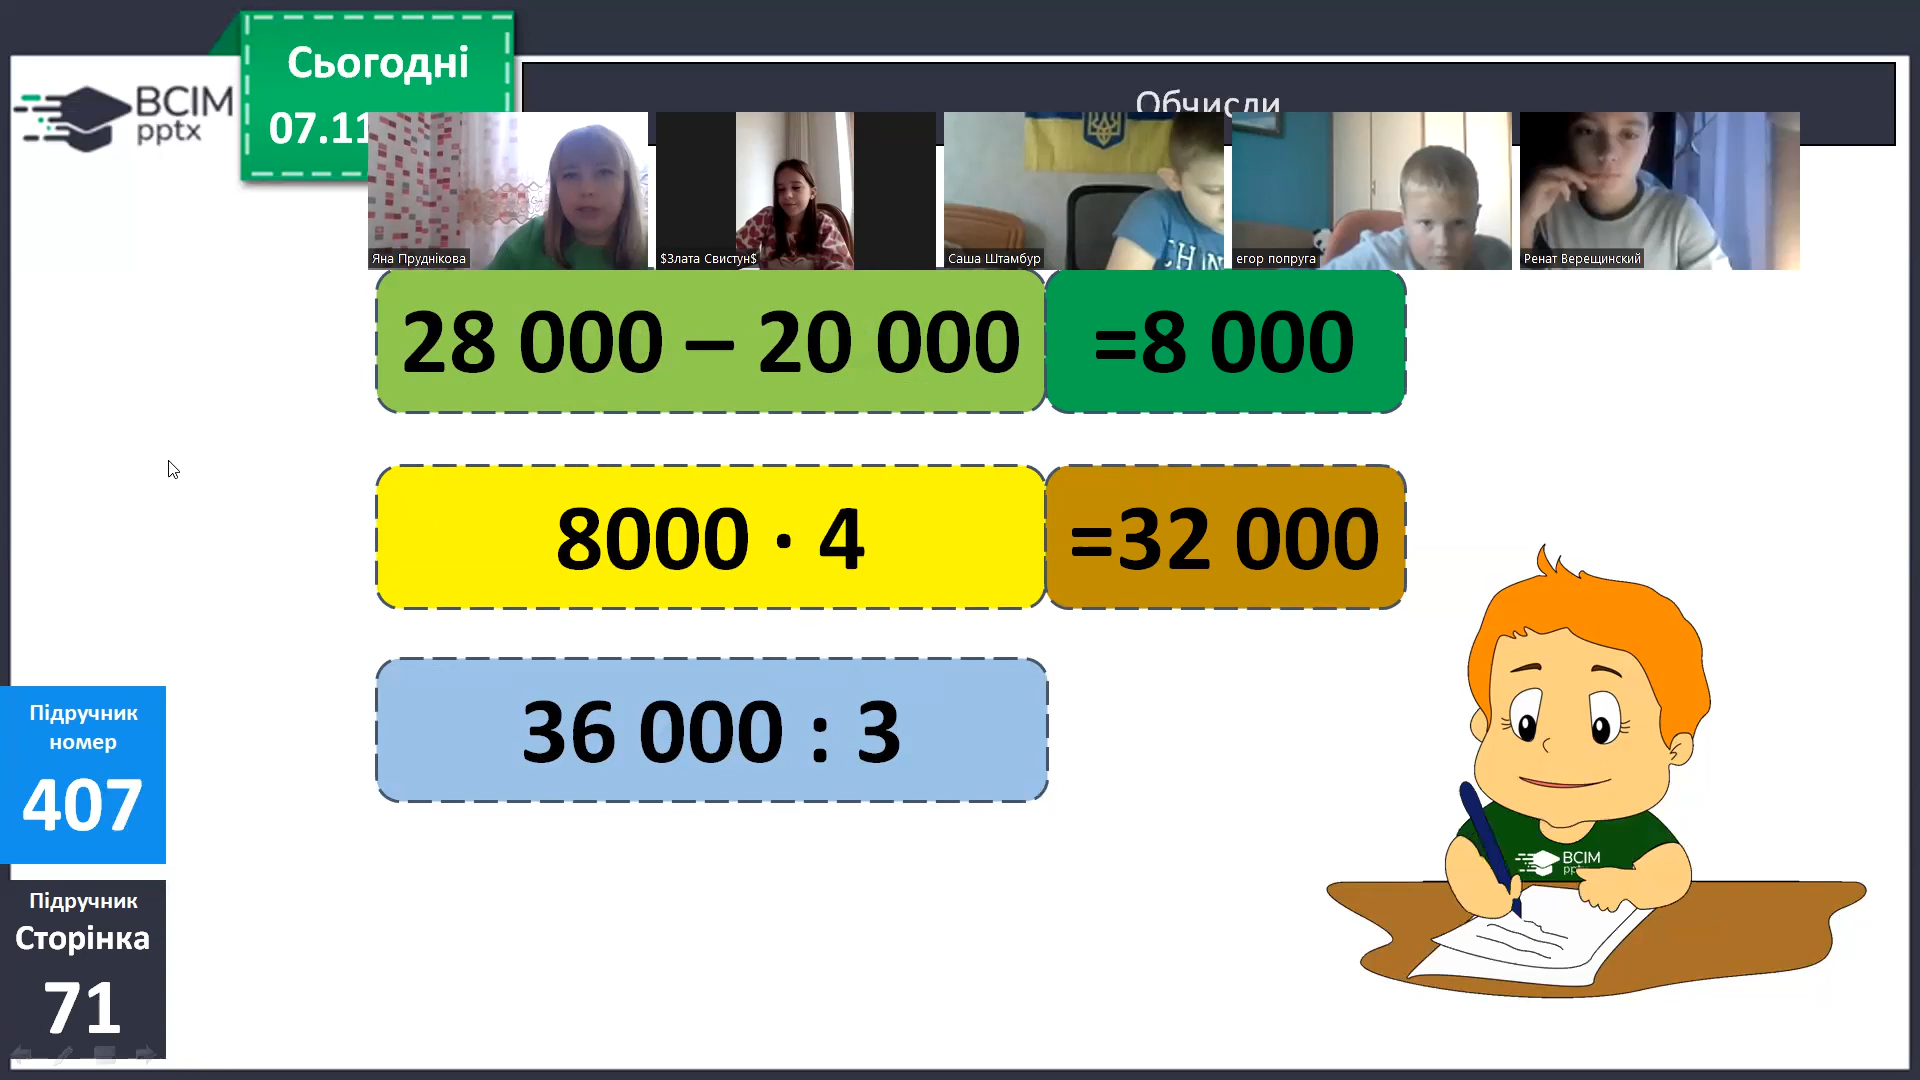 Сьогодні
07.11
ВСІМ
pptx
Обчисли
Яна Пруднікова
$Злата Свистун$
Саша Штамбур
егор попруга
Ренат Верещинский
28 000 – 20 000
=8 000
8000 · 4
=32 000
36 000 : 3
Підручник
номер
407
Підручник
Сторінка
71
ВСІМ